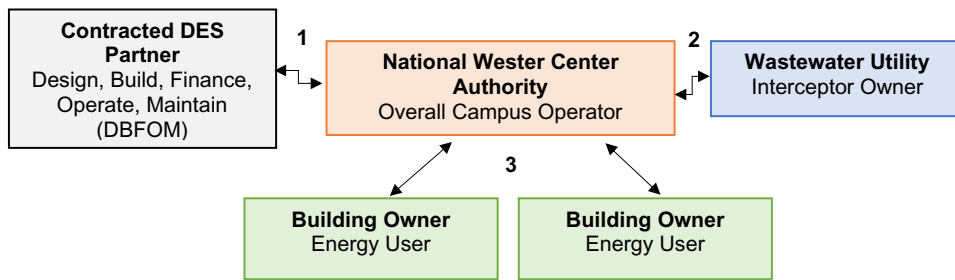 Contracted DES
Partner
Design, Build, Finance,
Operate, Maintain
(DBFOM)
1
National Wester Center
Authority
Overall Campus Operator
2
Wastewater Utility
Interceptor Owner
3
Building Owner
Energy User
Building Owner
Energy User